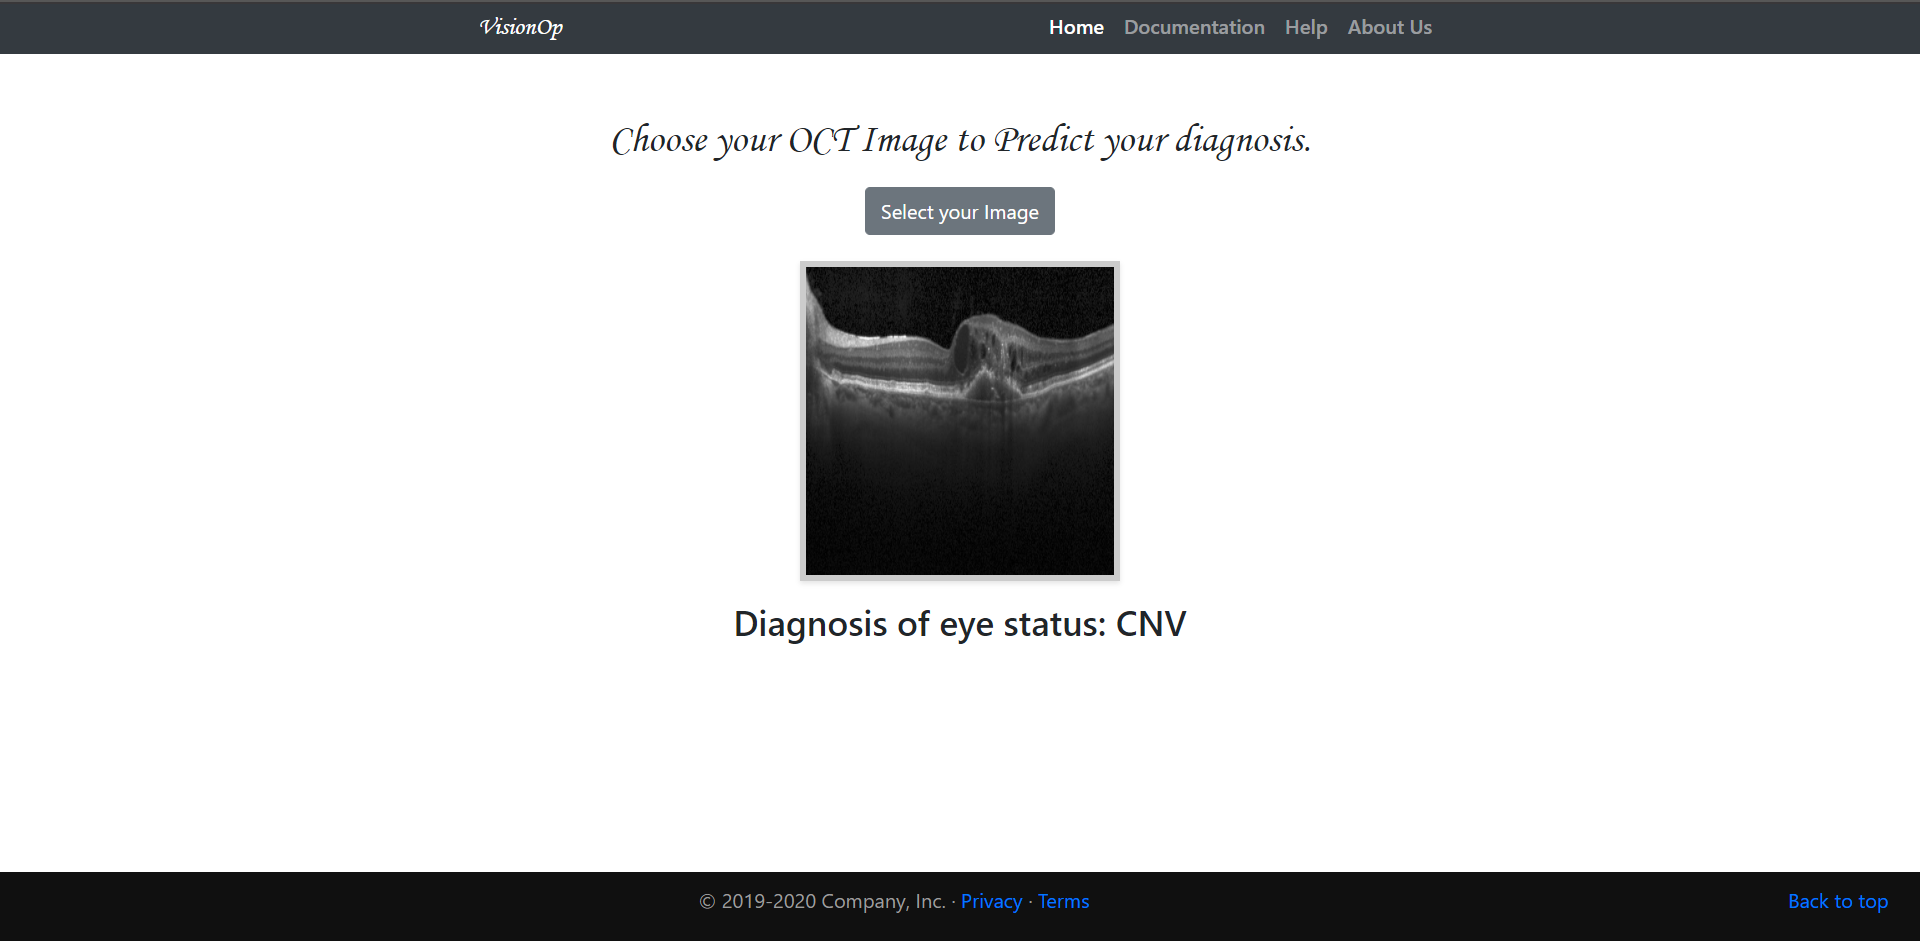 VisionOp
Home Documentation Help About Us
Choose your OCT Image to Predict your diagnosis.
Select your Image
Diagnosis of eye status: CNV
© 2019-2020 Company, Inc. · Privacy · Terms
Back to top